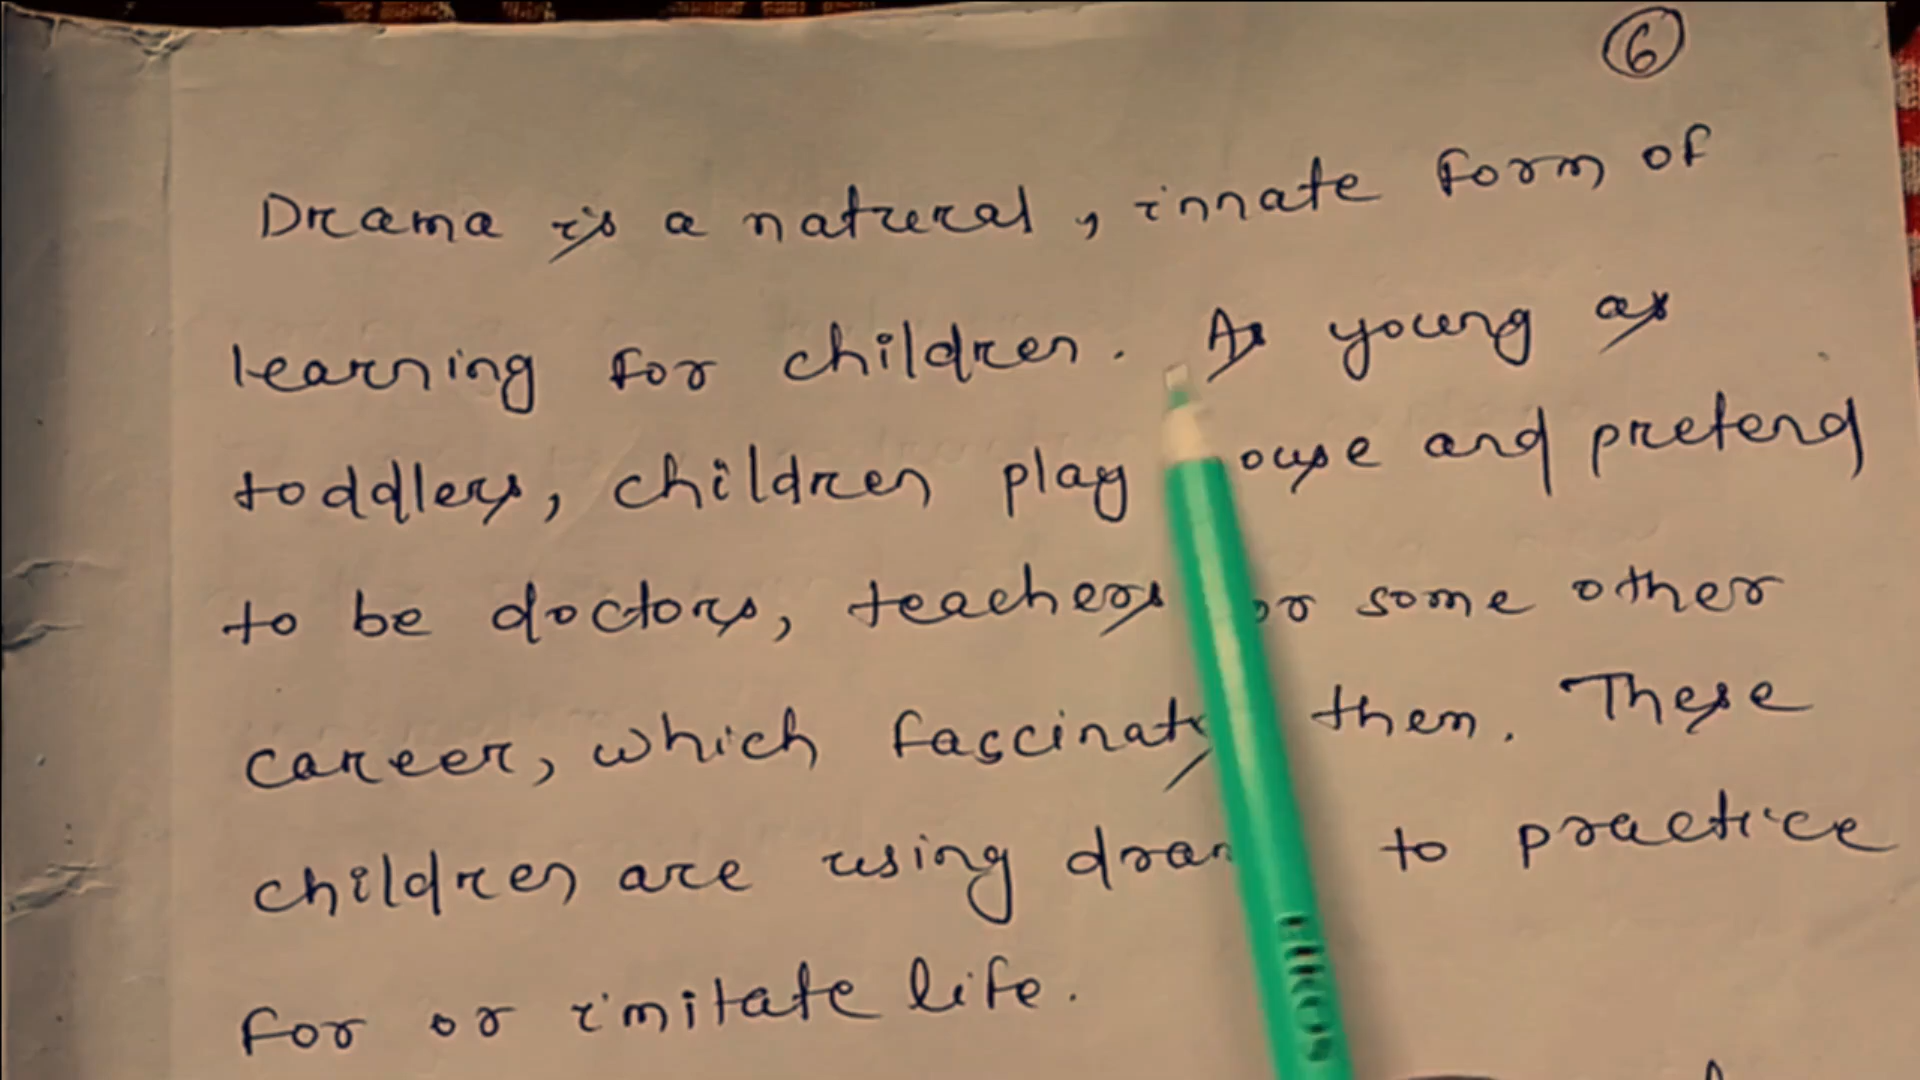 6
Drama is a natural, innate form of
learning for children. As young as
toddlers, children play ouse and pretend
to be doctors, teachers or some other
career, which fascinat them. These
children are using dra to practice
for or imitate life.